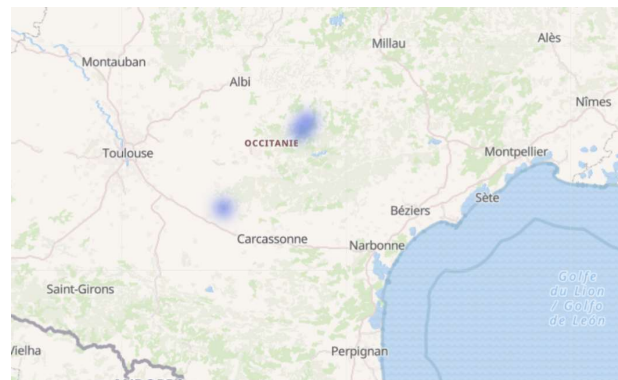 Millau
Alès
Montauban
Albi
Nîmes
OCCITANIE
Toulouse
Montpellier
Sète
Béziers
Carcassonne
Narbonne
Golfe
du Lion
/ Golfo
de León
Saint-Girons
Vielha
Perpignan